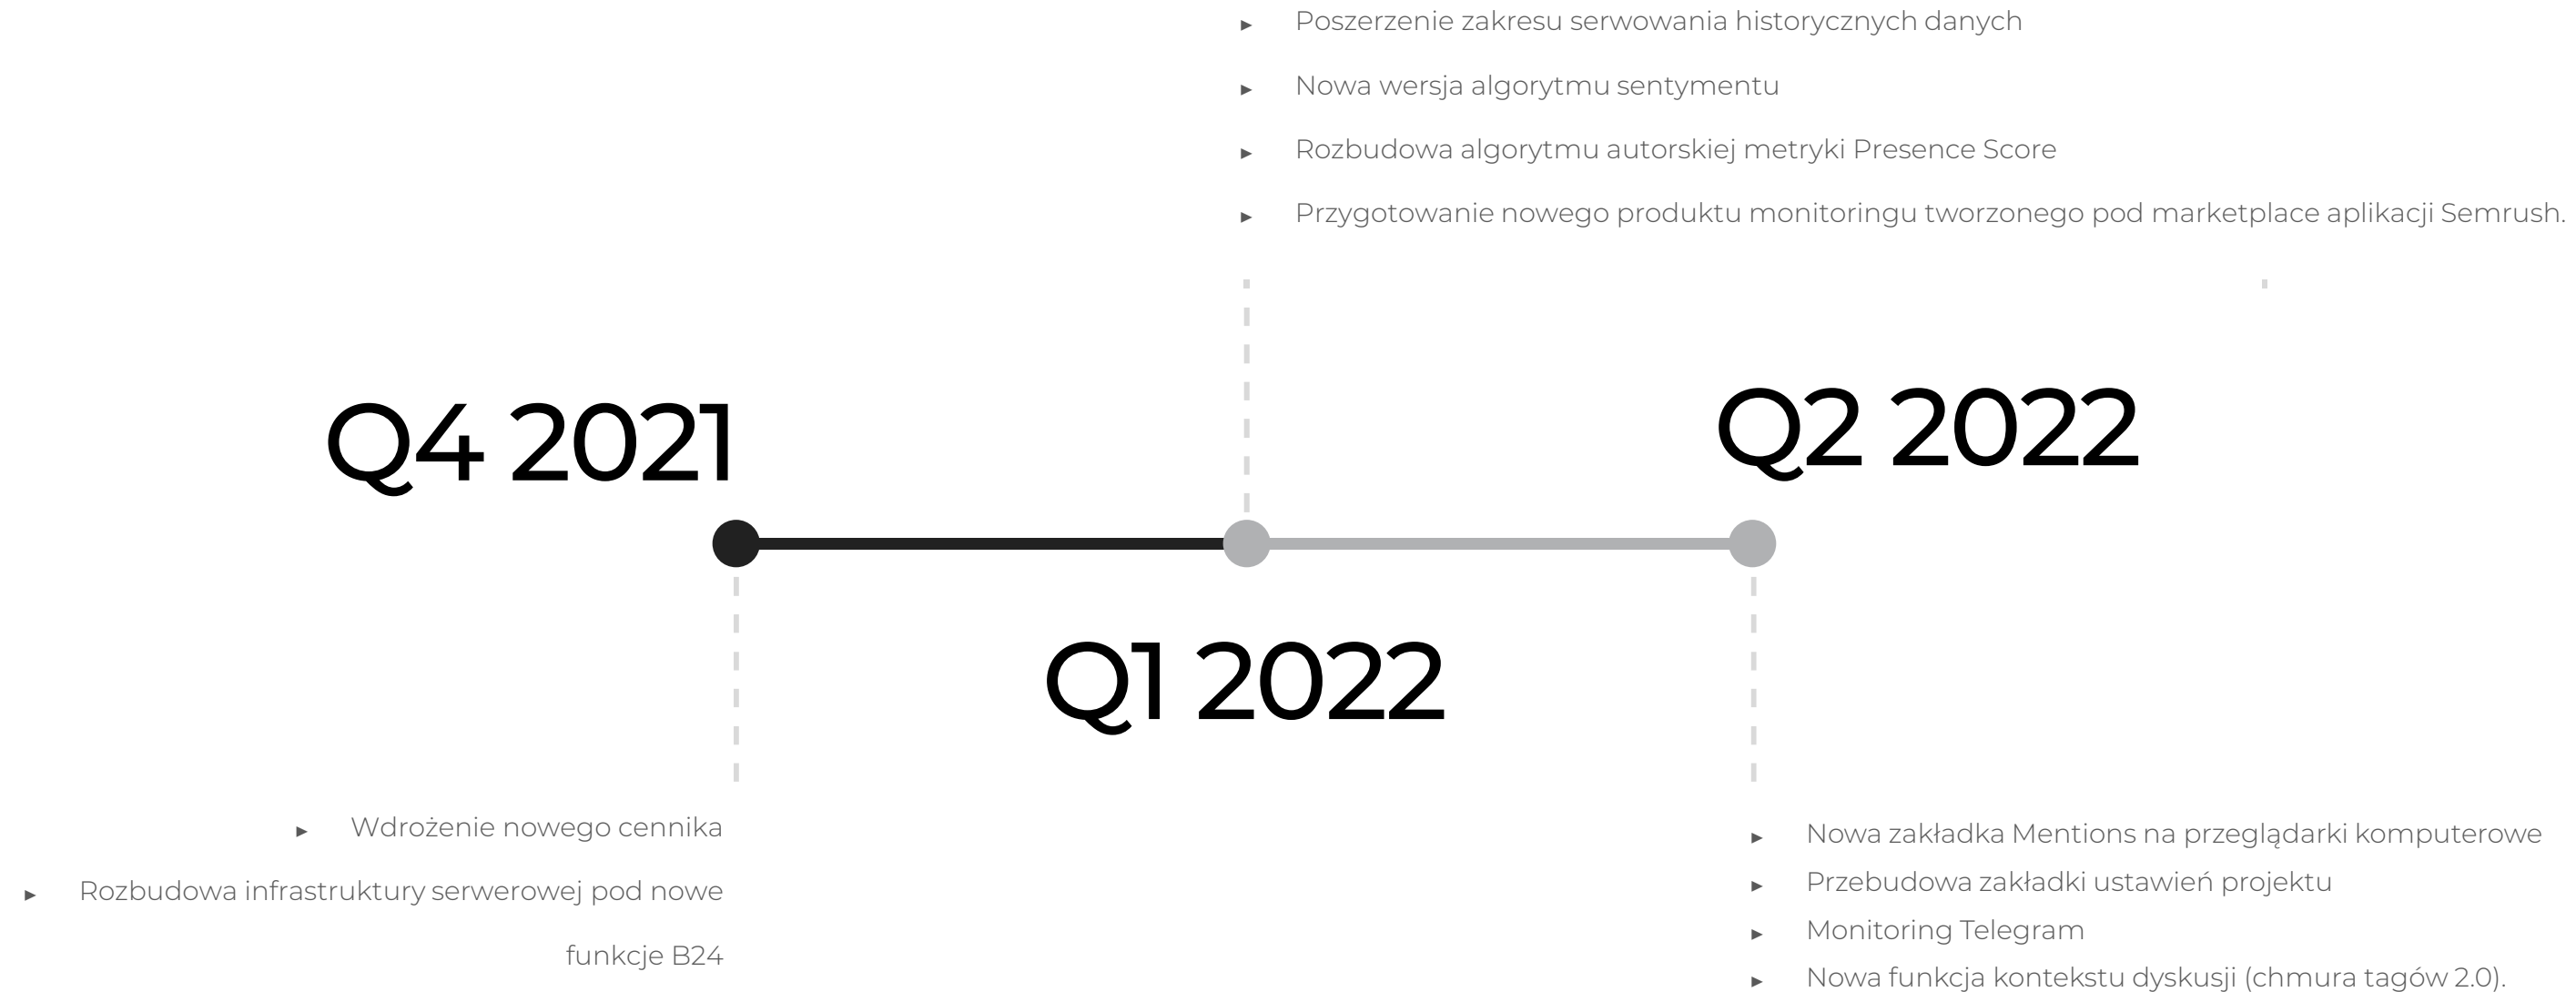 ► Poszerzenie zakresu serwowania historycznych danych
► Nowa wersja algorytmu sentymentu
► Rozbudowa algorytmu autorskiej metryki Presence Score
► Przygotowanie nowego produktu monitoringu tworzonego pod marketplace aplikacji Semrush.
Q4 2021
Q2 2022
Q1 2022
► Wdrożenie nowego cennika
► Rozbudowa infrastruktury serwerowej pod nowe
funkcje B24
► Nowa zakładka Mentions na przeglądarki komputerowe
► Przebudowa zakładki ustawień projektu
► Monitoring Telegram
► Nowa funkcja kontekstu dyskusji (chmura tagów 2.0).